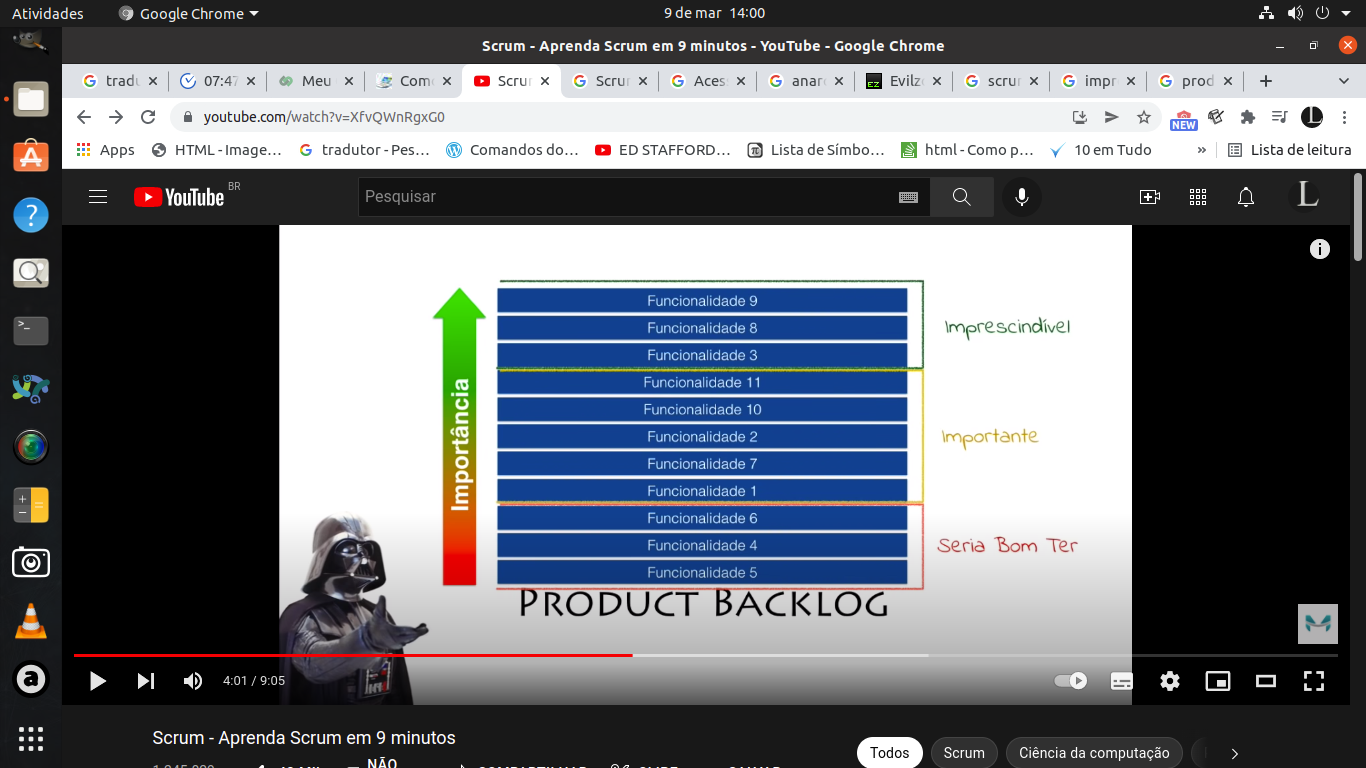 Atividades
Google Chrome
9 de mar 14:00
Scrum - Aprenda Scrum em 9 minutos - YouTube - Google Chrome
tradu
07:47
Meu
Como
Scrum
Scrum
Aces
anar
Evilzo
scrum
impr
prod
youtube.com/watch?v=XfvQWnRgxG0
NEW
Apps
HTML - Image…
tradutor - Pes…
Comandos do…
ED STAFFORD…
Lista de Símbo…
html - Como p…
10 em Tudo
»
Lista de leitura
YouTube BR
Pesquisar
L
Funcionalidade 9
Funcionalidade 8
Funcionalidade 3
Imprescindível
Funcionalidade 11
Funcionalidade 10
Funcionalidade 2
Funcionalidade 7
Funcionalidade 1
Importante
Funcionalidade 6
Funcionalidade 4
Funcionalidade 5
Seria Bom Ter
Importância
PRODUCT BACKLOG
4:01 / 9:05
Scrum - Aprenda Scrum em 9 minutos
Todos
Scrum
Ciência da computação
NÃO